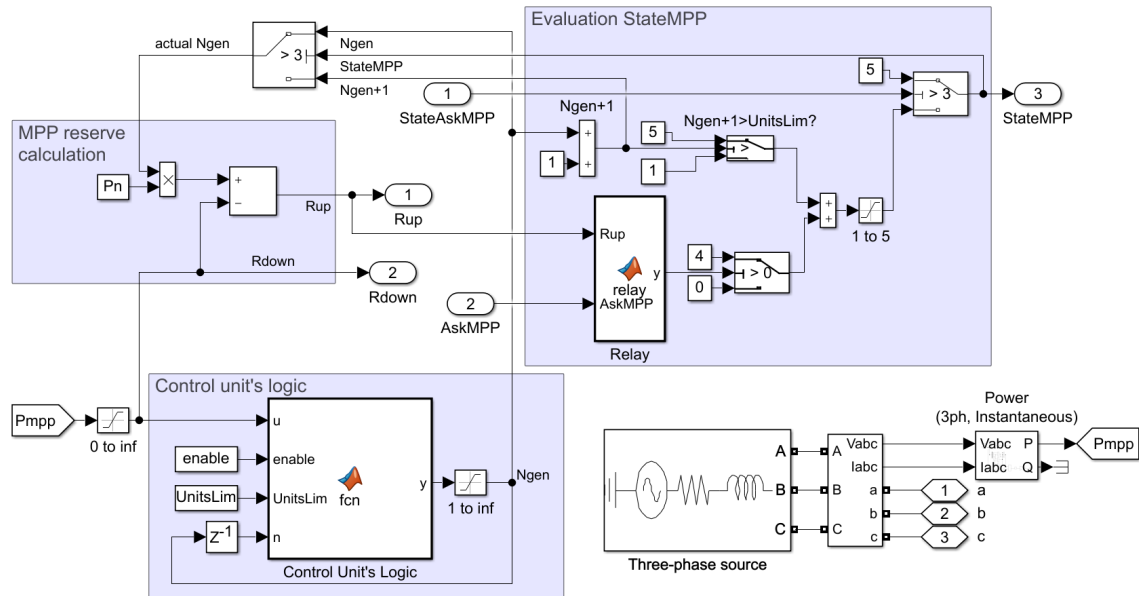 Evaluation StateMPP
actual Ngen
> 3
Ngen
StateMPP
Ngen+1
1
StateAskMPP
5
> 3
3
StateMPP
Ngen+1
+
+
1
Ngen+1>UnitsLim?
5
>
1
MPP reserve
calculation
Pn
×
+
−
Rup
1
Rup
Rdown
2
Rdown
Rup
relay
AskMPP
y
Relay
2
AskMPP
4
> 0
0
+
+
1 to 5
Control unit's logic
Pmpp
0 to inf
u
enable
enable
UnitsLim
UnitsLim
Z-1
n
fcn
y
1 to inf
Ngen
Control Unit's Logic
Power
(3ph, Instantaneous)
A
B
C
A
B
C
Vabc
Iabc
a
b
c
Vabc
Iabc
P
Q
Pmpp
1
a
2
b
3
c
Three-phase source